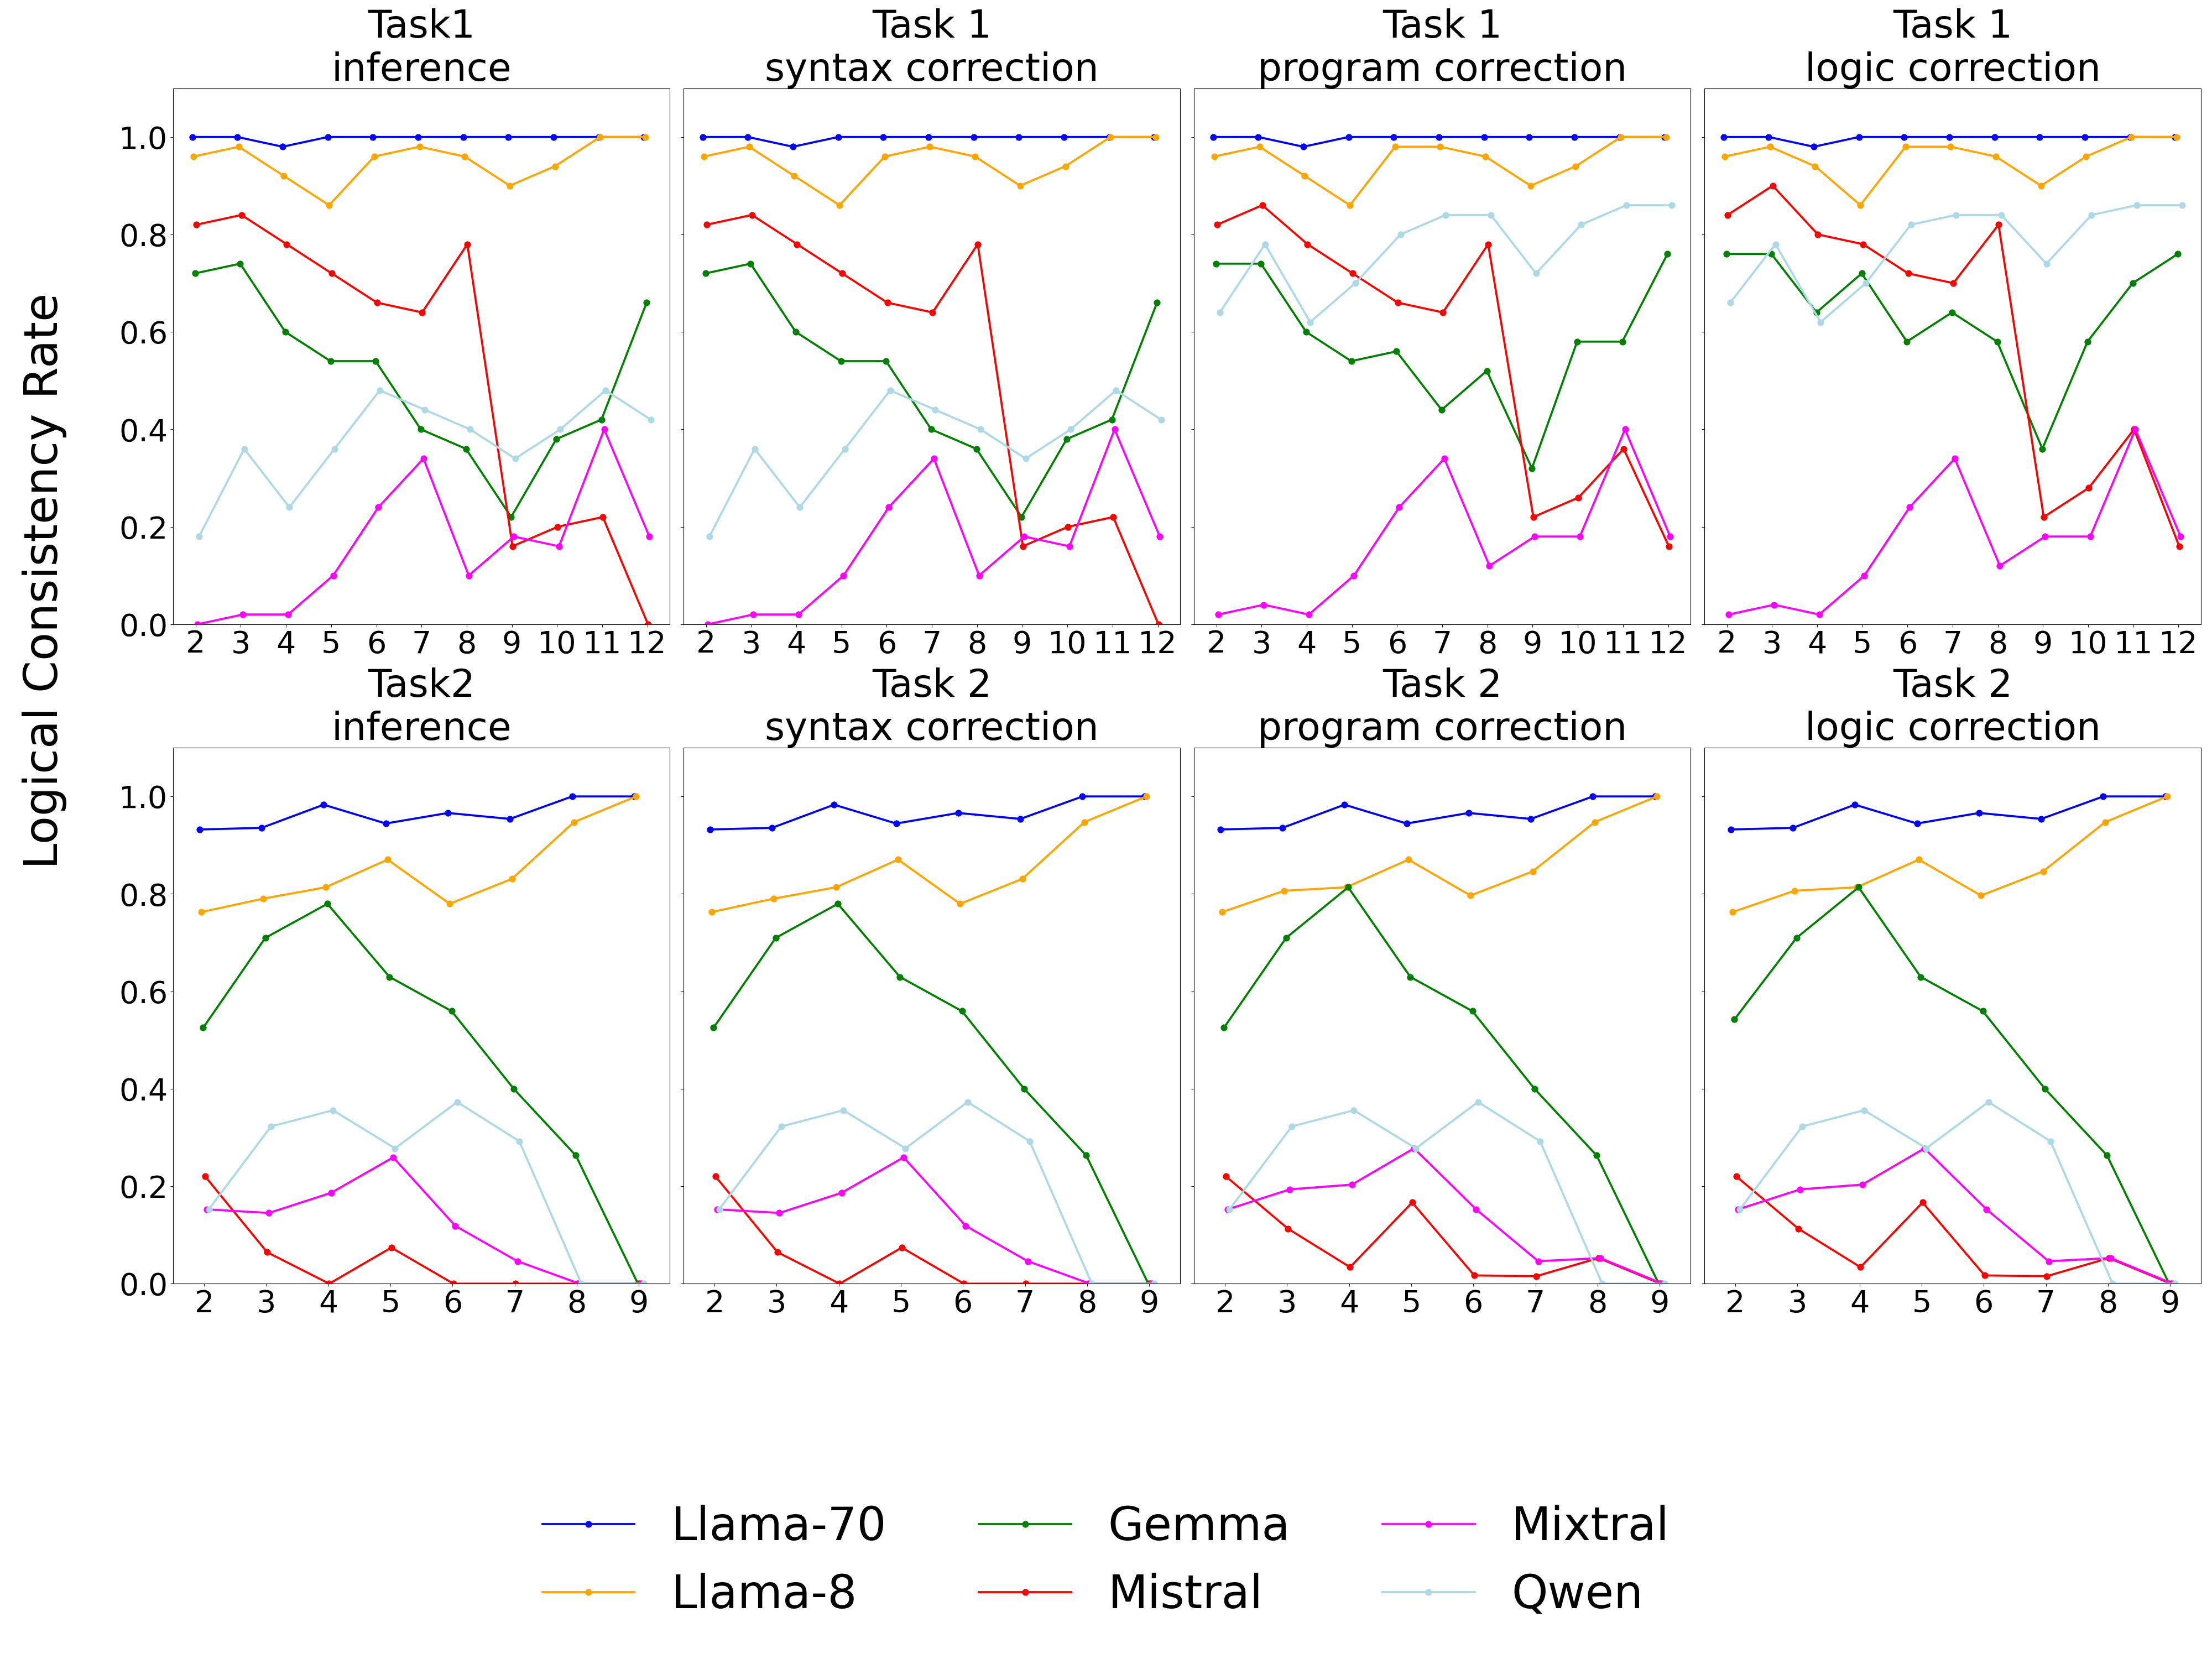 Task1
inference
Task 1
syntax correction
Task 1
program correction
Task 1
logic correction
Logical Consistency Rate
1.0
0.8
0.6
0.4
0.2
0.0
2 3 4 5 6 7 8 9 10 11 12
2 3 4 5 6 7 8 9 10 11 12
2 3 4 5 6 7 8 9 10 11 12
2 3 4 5 6 7 8 9 10 11 12
Task2
inference
Task 2
syntax correction
Task 2
program correction
Task 2
logic correction
1.0
0.8
0.6
0.4
0.2
0.0
2 3 4 5 6 7 8 9
2 3 4 5 6 7 8 9
2 3 4 5 6 7 8 9
2 3 4 5 6 7 8 9
Llama-70
Llama-8
Gemma
Mistral
Mixtral
Qwen